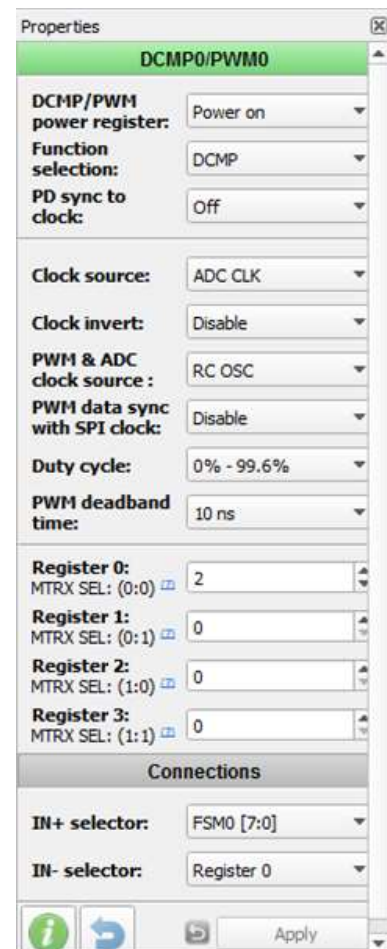 Properties
DCMP0/PWM0
DCMP/PWM
power register:
Power on
Function
selection:
DCMP
PD sync to
clock:
Off
Clock source:
ADC CLK
Clock invert:
Disable
PWM & ADC
clock source :
RC OSC
PWM data sync
with SPI clock:
Disable
Duty cycle:
0% - 99.6%
PWM deadband
time:
10 ns
Register 0:
MTRX SEL: (0:0)
2
Register 1:
MTRX SEL: (0:1)
0
Register 2:
MTRX SEL: (1:0)
0
Register 3:
MTRX SEL: (1:1)
0
Connections
IN+ selector:
FSM0 [7:0]
IN- selector:
Register 0
Apply